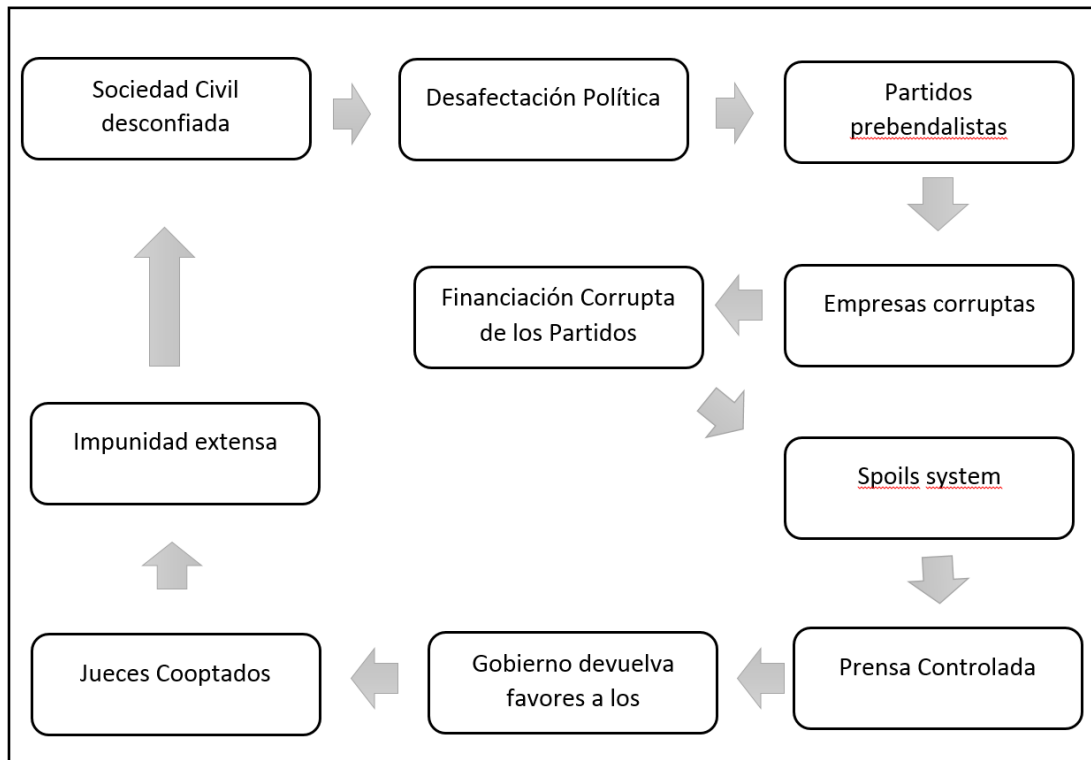 Sociedad Civil
desconfiada
Desafectación Política
Partidos
prebendalistas
Financiación Corrupta
de los Partidos
Empresas corruptas
Impunidad extensa
Spoils system
Jueces Cooptados
Gobierno devuelva
favores a los
Prensa Controlada